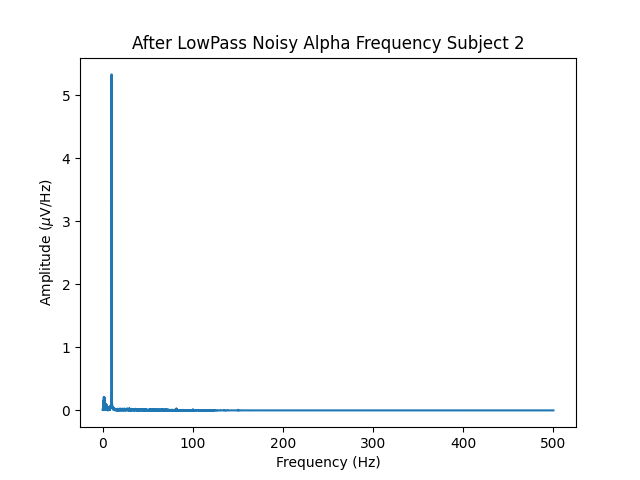 After LowPass Noisy Alpha Frequency Subject 2
Amplitude (μV/Hz)
5
4
3
2
1
0
0 100 200 300 400 500
Frequency (Hz)